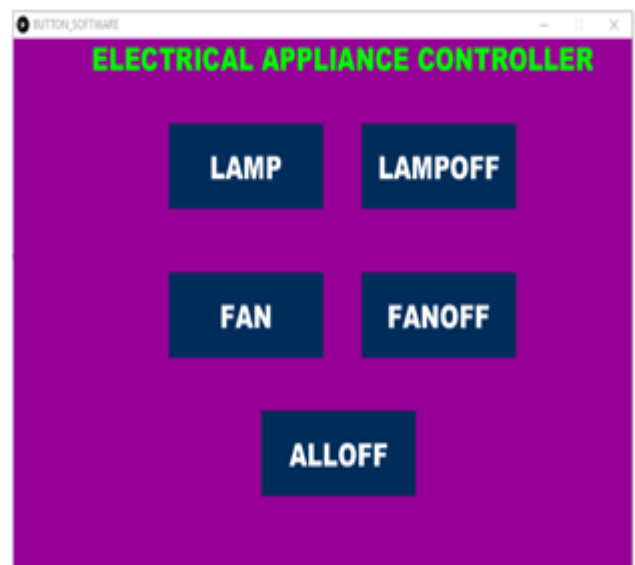 BUTTON_SOFTWARE
ELECTRICAL APPLIANCE CONTROLLER
LAMP LAMPOFF
FAN FANOFF
ALLOFF